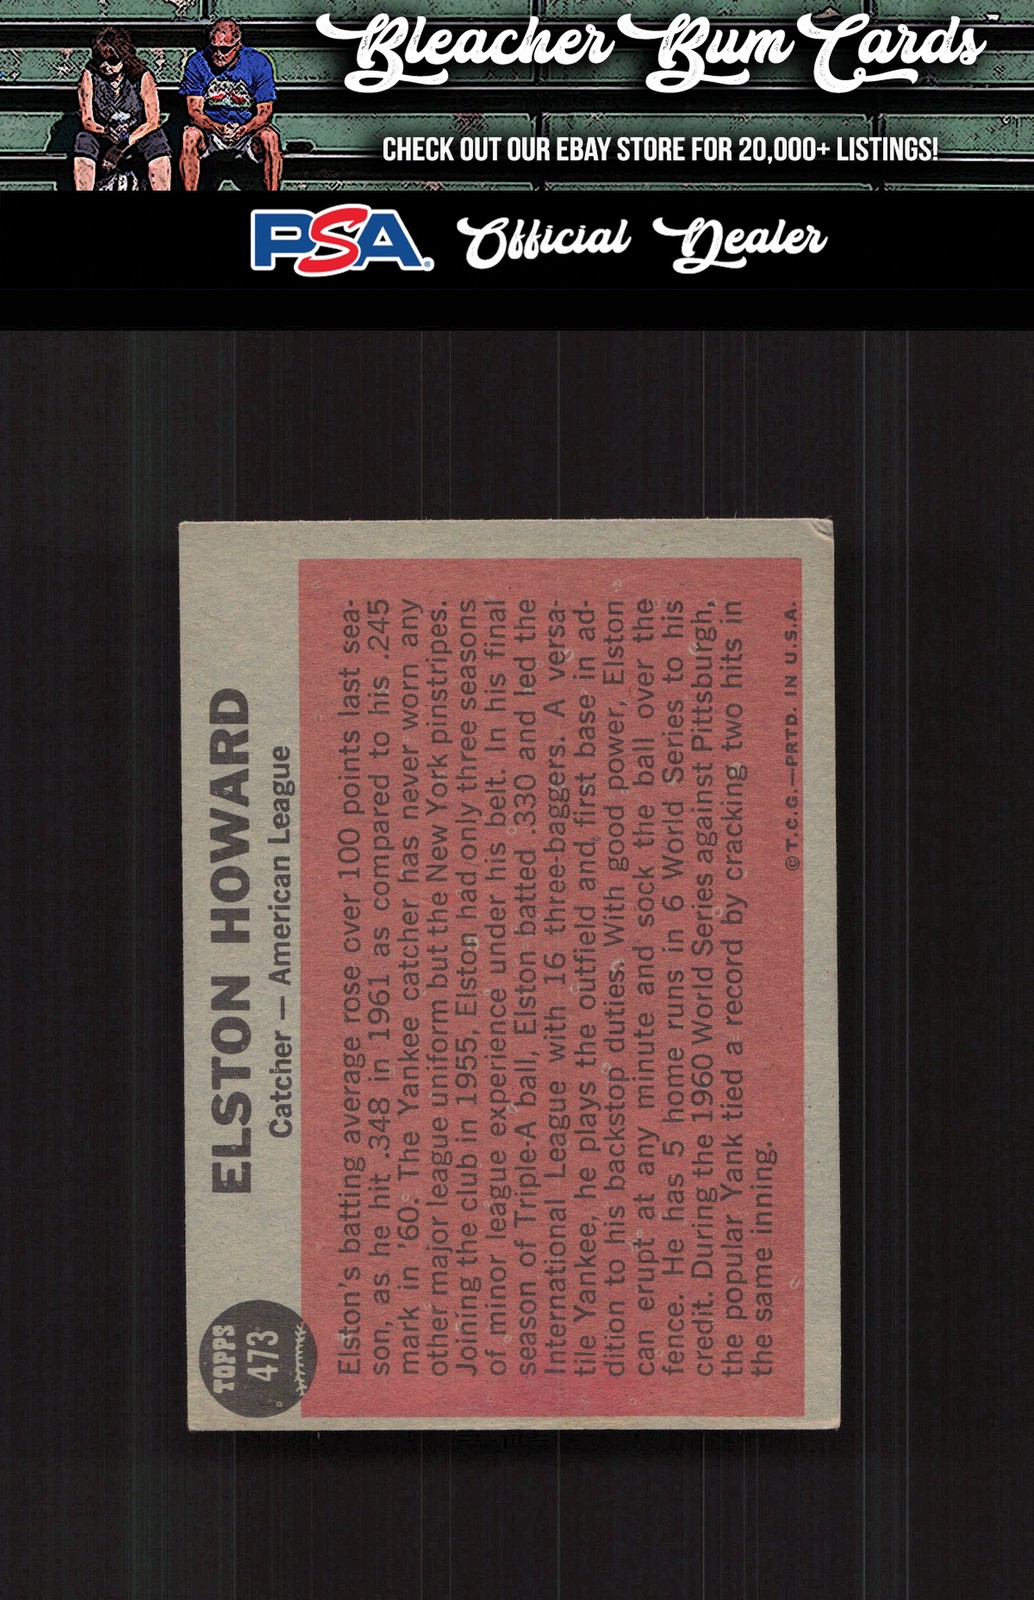 Bleacher Bum Cards
CHECK OUT OUR EBAY STORE FOR 20,000+ LISTINGS!
PSA Official Dealer
TOPPS
473
ELSTON HOWARD
Catcher — American League
Elston's batting average rose over 100 points last sea-
son, as he hit .348 in 1961 as compared to his .245
mark in '60. The Yankee catcher has never worn any
other major league uniform but the New York pinstripes.
Joining the club in 1955, Elston had only three seasons
of minor league experience under his belt. In his final
season of Triple-A ball, Elston batted .330 and led the
International League with 16 three-baggers. A versa-
tile Yankee, he plays the outfield and first base in ad-
dition to his backstop duties. With good power, Elston
can erupt at any minute and sock the ball over the
fence. He has 5 home runs in 6 World Series to his
credit. During the 1960 World Series against Pittsburgh,
the popular Yank tied a record by cracking two hits in
the same inning.
©T.C.G.—PRTD. IN U.S.A.